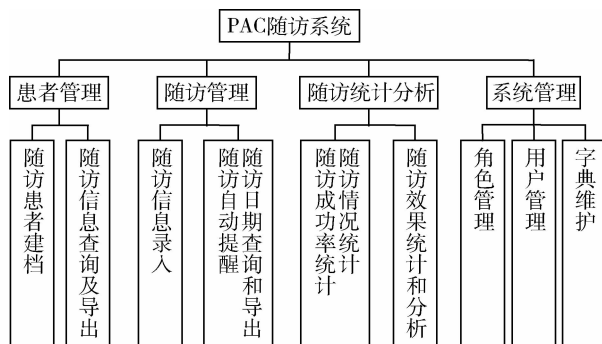 PAC随访系统
患者管理
随访管理
随访统计分析
系统管理
随访患者建档
随访信息查询及导出
随访信息录入
随访日期查询和导出
随访自动提醒
随访情况统计
随访成功率统计
随访效果统计和分析
角色管理
用户管理
字典维护